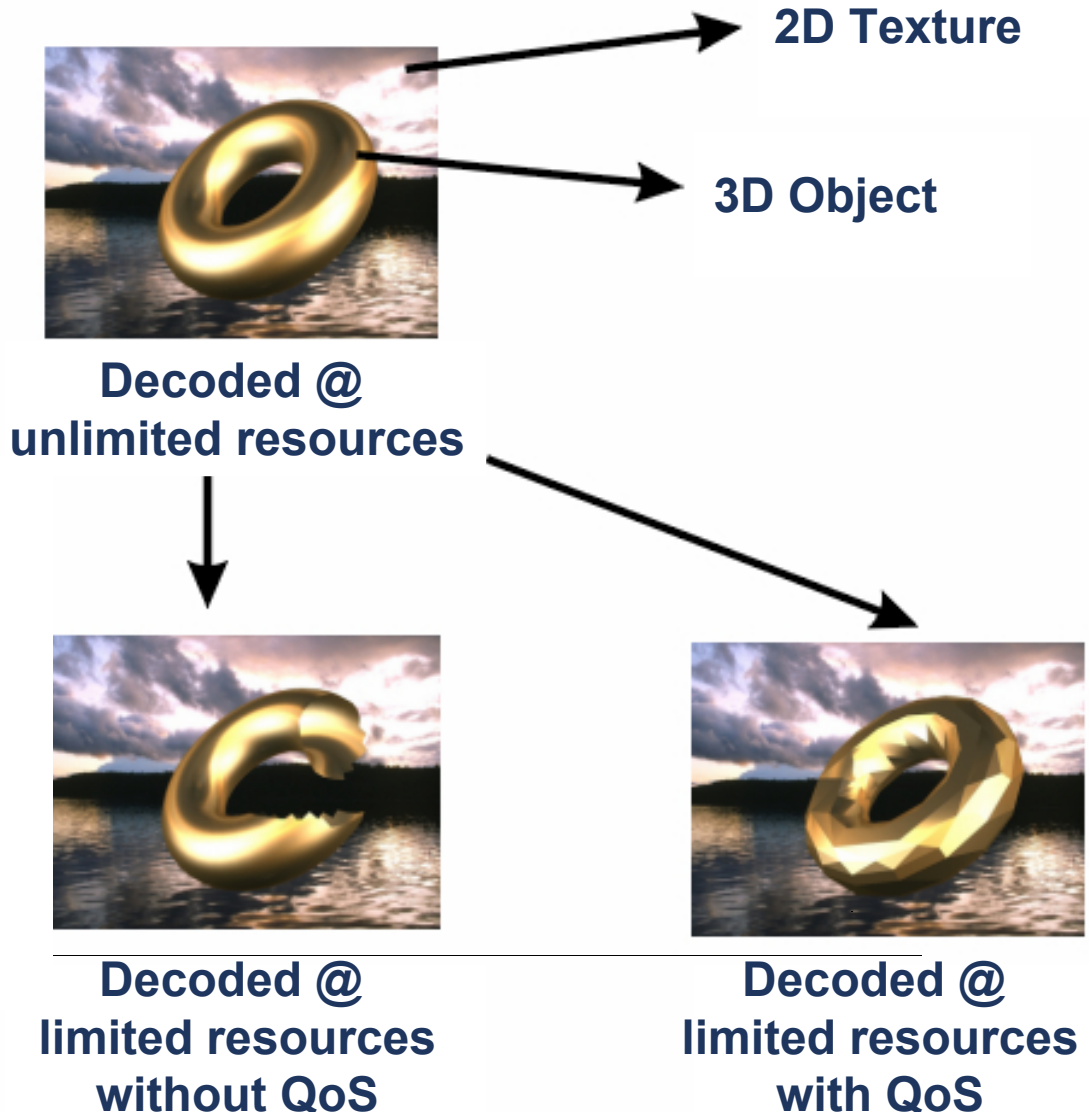 2D Texture
3D Object
Decoded @
unlimited resources
Decoded @
limited resources
without QoS
Decoded @
limited resources
with QoS